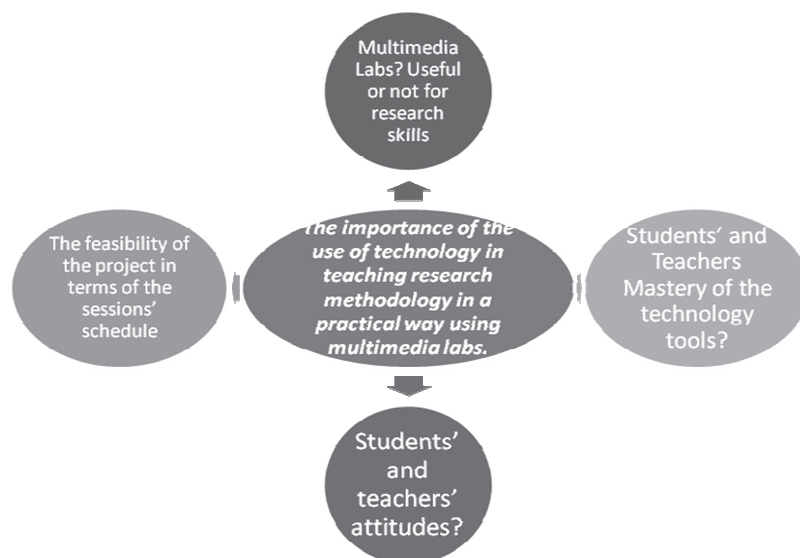 Multimedia
Labs? Useful
or not for
research
skills
The feasibility of
the project in
terms of the
sessions’
schedule
The importance of the
use of technology in
teaching research
methodology in a
practical way using
multimedia labs.
Students’ and
Teachers
Mastery of the
technology
tools?
Students’
and
teachers’
attitudes?